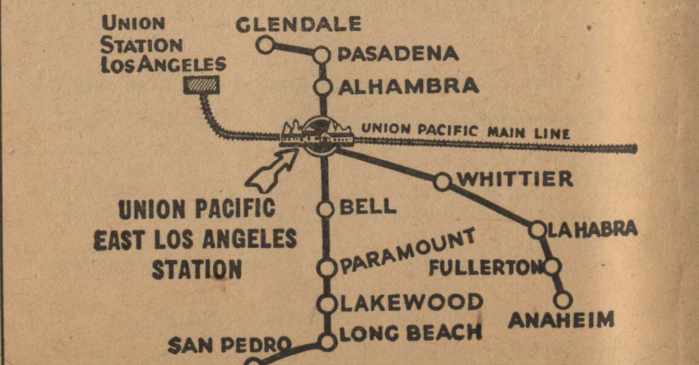 UNION
STATION
LOS ANGELES
GLENDALE
PASADENA
ALHAMBRA
UNION PACIFIC MAIN LINE
UNION PACIFIC
EAST LOS ANGELES
STATION
WHITTIER
BELL
LA HABRA
PARAMOUNT
FULLERTON
LAKEWOOD
ANAHEIM
LONG BEACH
SAN PEDRO